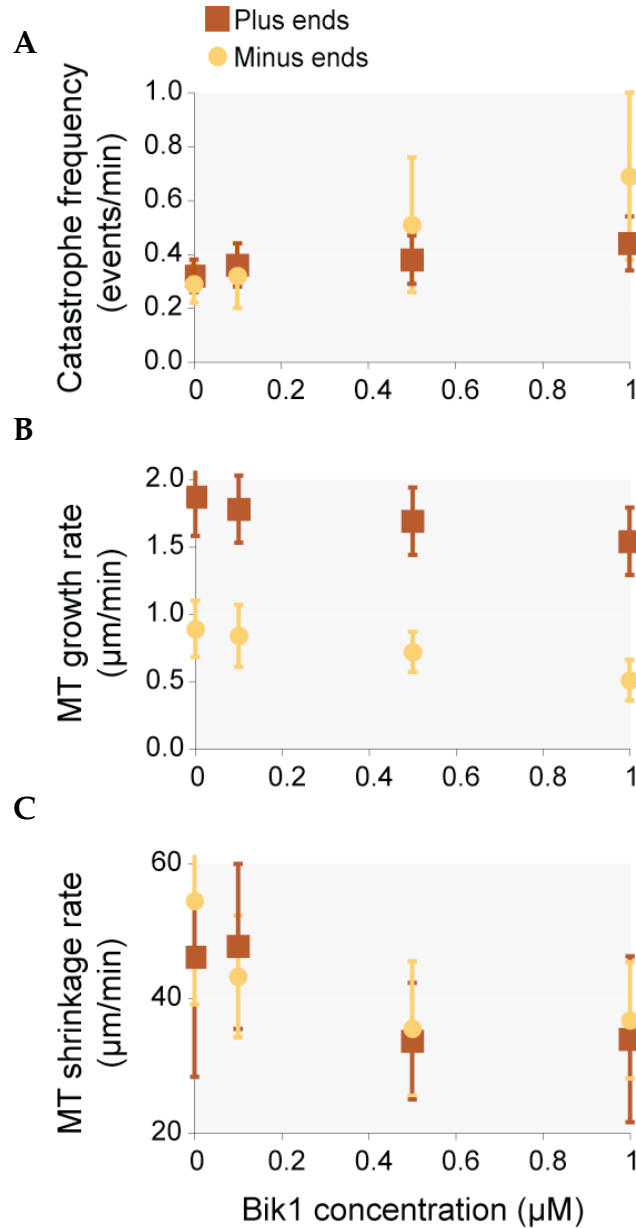 Plus ends
Minus ends
A
Catastrophe frequency
(events/min)
1.0
0.8
0.6
0.4
0.2
0.0
0 0.2 0.4 0.6 0.8 1
B
MT growth rate
(µm/min)
2.0
1.5
1.0
0.5
0.0
0 0.2 0.4 0.6 0.8 1
C
MT shrinkage rate
(µm/min)
60
40
20
0 0.2 0.4 0.6 0.8 1
Bik1 concentration (µM)